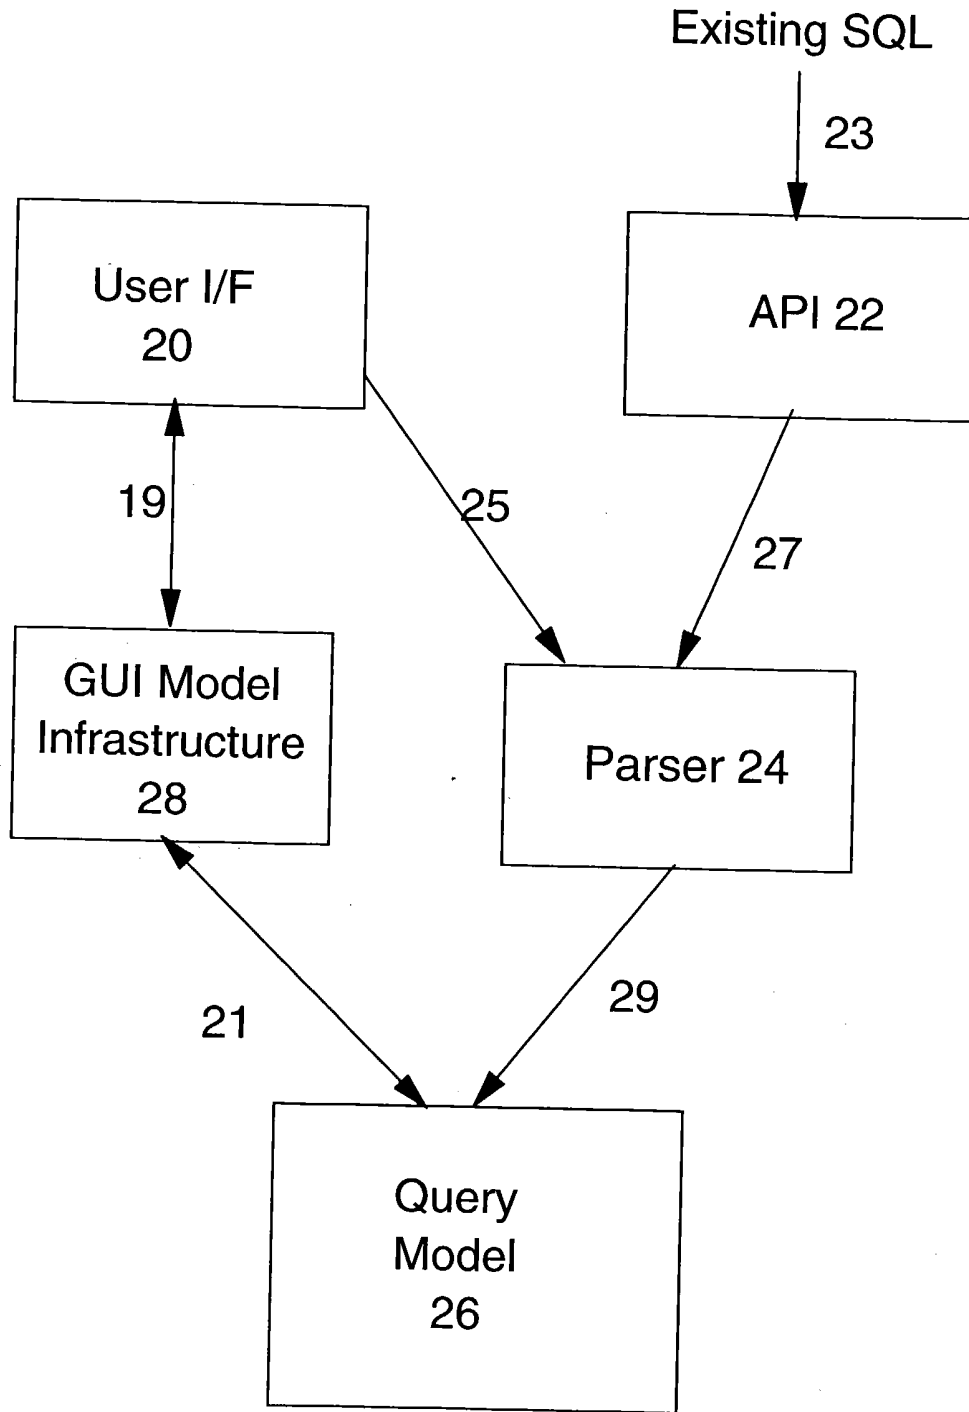 Existing SQL
23
User I/F
20
API 22
19
25
27
GUI Model
Infrastructure
28
Parser 24
21
29
Query
Model
26